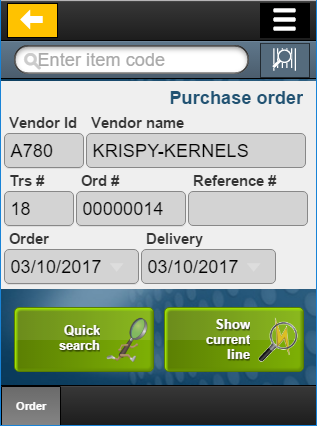 Enter item code
Purchase order
Vendor Id Vendor name
A780 KRISPY-KERNELS
Trs # Ord # Reference #
18 00000014
Order Delivery
03/10/2017 03/10/2017
Quick
search
Show
current
line
Order